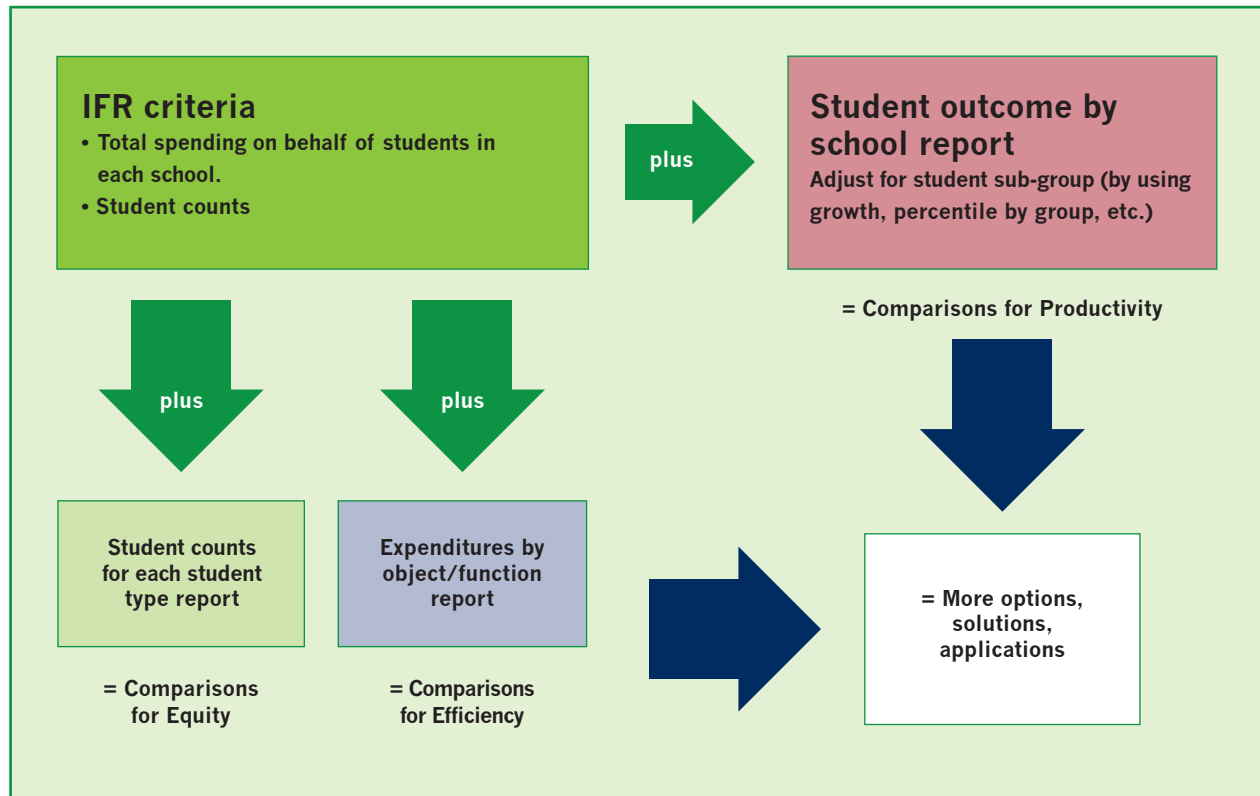 IFR criteria
• Total spending on behalf of students in
each school.
• Student counts
plus
Student outcome by
school report
Adjust for student sub-group (by using
growth, percentile by group, etc.)
= Comparisons for Productivity
plus
plus
Student counts
for each student
type report
= Comparisons
for Equity
Expenditures by
object/function
report
= Comparisons
for Efficiency
= More options,
solutions,
applications